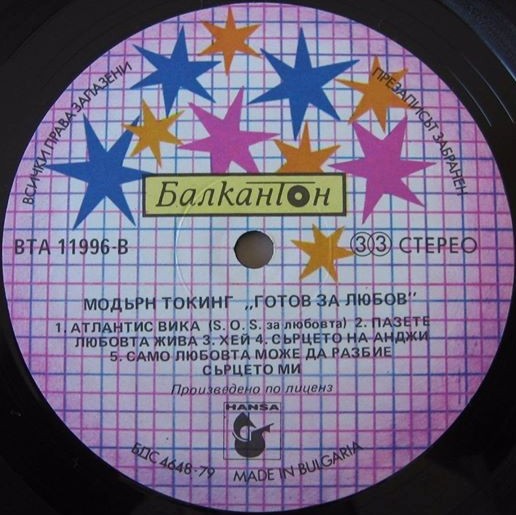 ВСИЧКИ ПРАВА ЗАПАЗЕНИ
ПРЕЗАПИСЪТ ЗАБРАНЕН
Балкантон
ВТА 11996-В
33 СТЕРЕО
МОДЪРН ТОКИНГ „ГОТОВ ЗА ЛЮБОВ"
1. АТЛАНТИС ВИКА (S. O. S. за любовта) 2. ПАЗЕТЕ
ЛЮБОВТА ЖИВА 3. ХЕЙ 4. СЪРЦЕТО НА АНДЖИ
5. САМО ЛЮБОВТА МОЖЕ ДА РАЗБИЕ
СЪРЦЕТО МИ
Произведено по лиценз
HANSA
БДС 4648-79 MADE IN BULGARIA